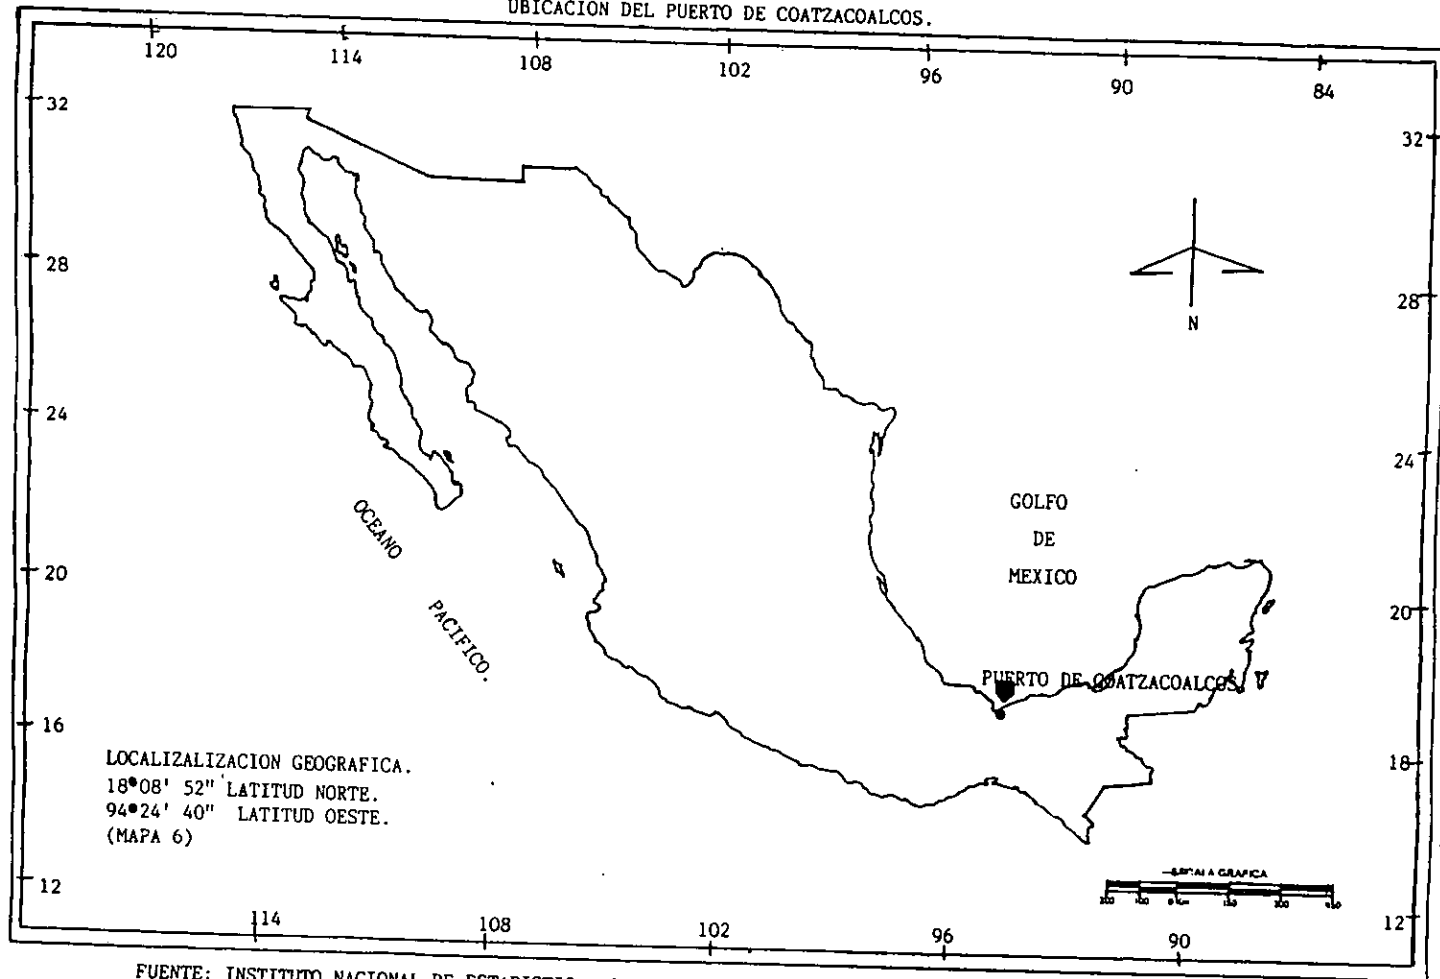 UBICACION DEL PUERTO DE COATZACOALCOS.
120 114 108 102 96 90 84
32 32
28 28
N
24 24
GOLFO
DE
MEXICO
OCEANO
PACIFICO.
20 20
PUERTO DE COATZACOALCOS
16 18
LOCALIZALIZACION GEOGRAFICA.
18°08' 52" LATITUD NORTE.
94°24' 40" LATITUD OESTE.
(MAPA 6)
ESCALA GRAFICA
12 12
114 108 102 96 90
FUENTE: INSTITUTO NACIONAL DE